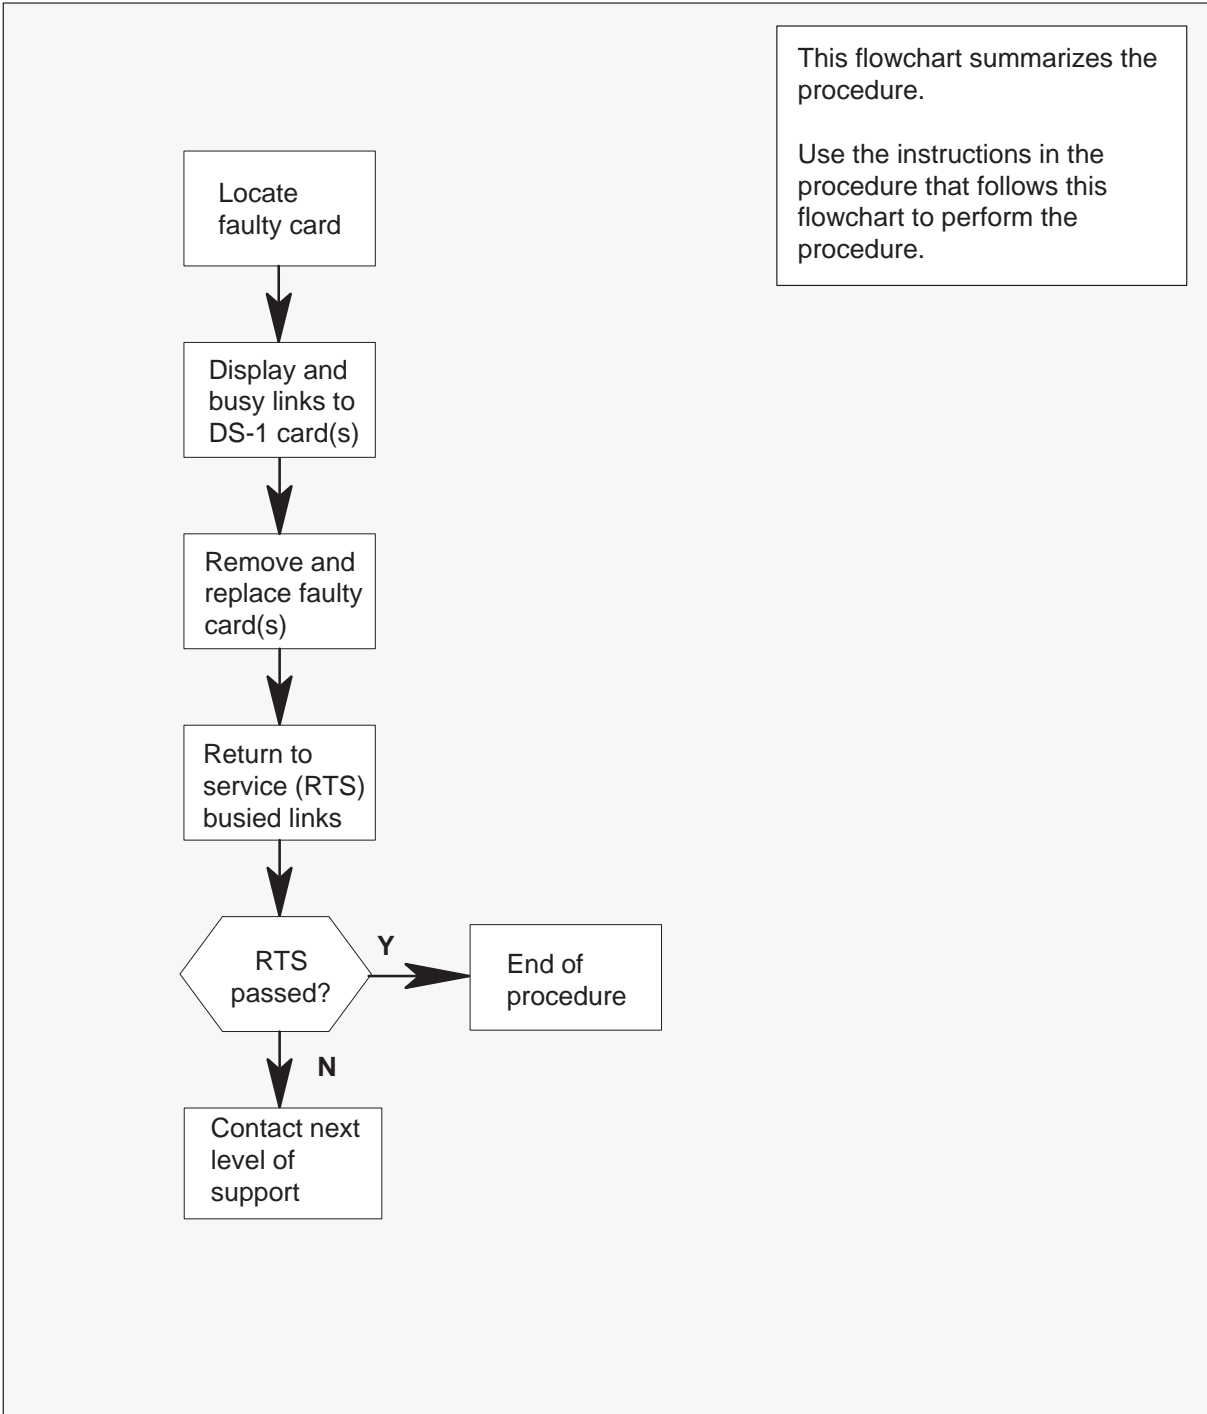 This flowchart summarizes the
procedure.
Use the instructions in the
procedure that follows this
flowchart to perform the
procedure.
Locate
faulty card
Display and
busy links to
DS-1 card(s)
Remove and
replace faulty
card(s)
Return to
service (RTS)
busied links
RTS
passed?
Y
End of
procedure
N
Contact next
level of
support